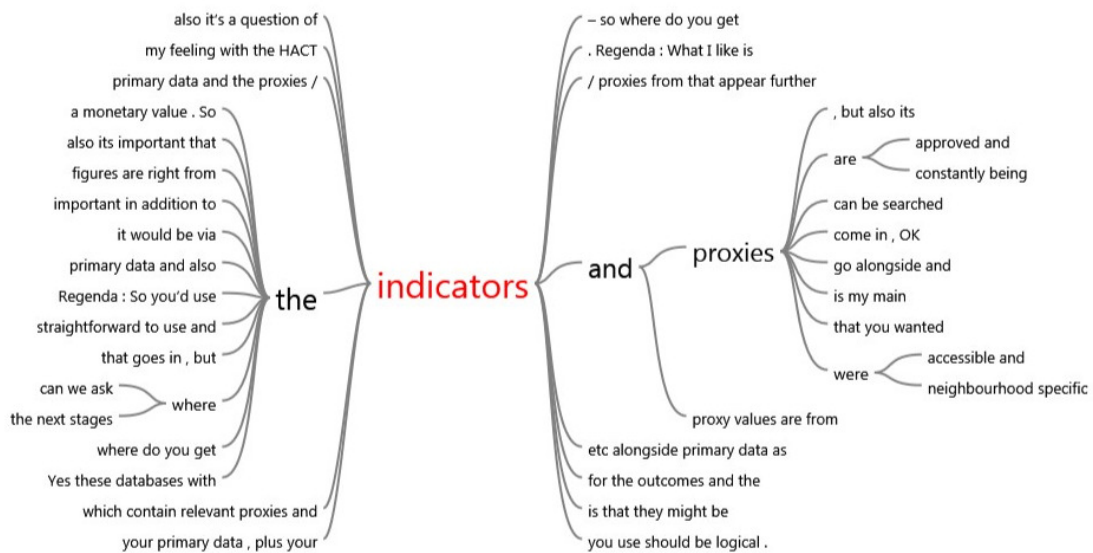 also it's a question of
my feeling with the HACT
primary data and the proxies /
a monetary value . So
also its important that
figures are right from
important in addition to
it would be via
primary data and also
Regenda : So you'd use
straightforward to use and
that goes in , but
can we ask
the next stages
where
where do you get
Yes these databases with
the
which contain relevant proxies and
your primary data , plus your
indicators
– so where do you get
. Regenda : What I like is
/ proxies from that appear further
and
proxies
, but also its
are
approved and
constantly being
can be searched
come in , OK
go alongside and
is my main
that you wanted
were
accessible and
neighbourhood specific
proxy values are from
etc alongside primary data as
for the outcomes and the
is that they might be
you use should be logical .